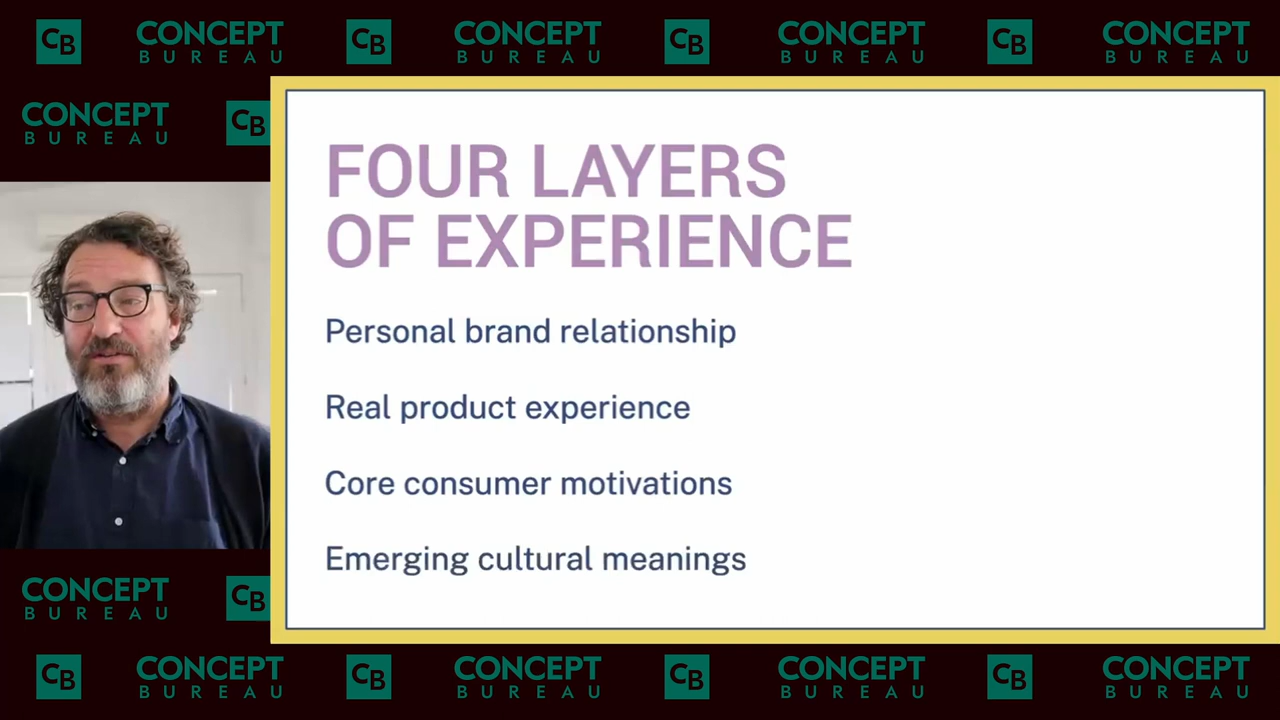 CB CONCEPT CB CONCEPT CB CONCEPT CB CONCEPT
BUREAU BUREAU BUREAU BUREAU
CONCEPT CB
BUREAU
FOUR LAYERS
OF EXPERIENCE
Personal brand relationship
Real product experience
Core consumer motivations
Emerging cultural meanings
CONCEPT CB
BUREAU
CB CONCEPT CB CONCEPT CB CONCEPT CB CONCEPT
BUREAU BUREAU BUREAU BUREAU